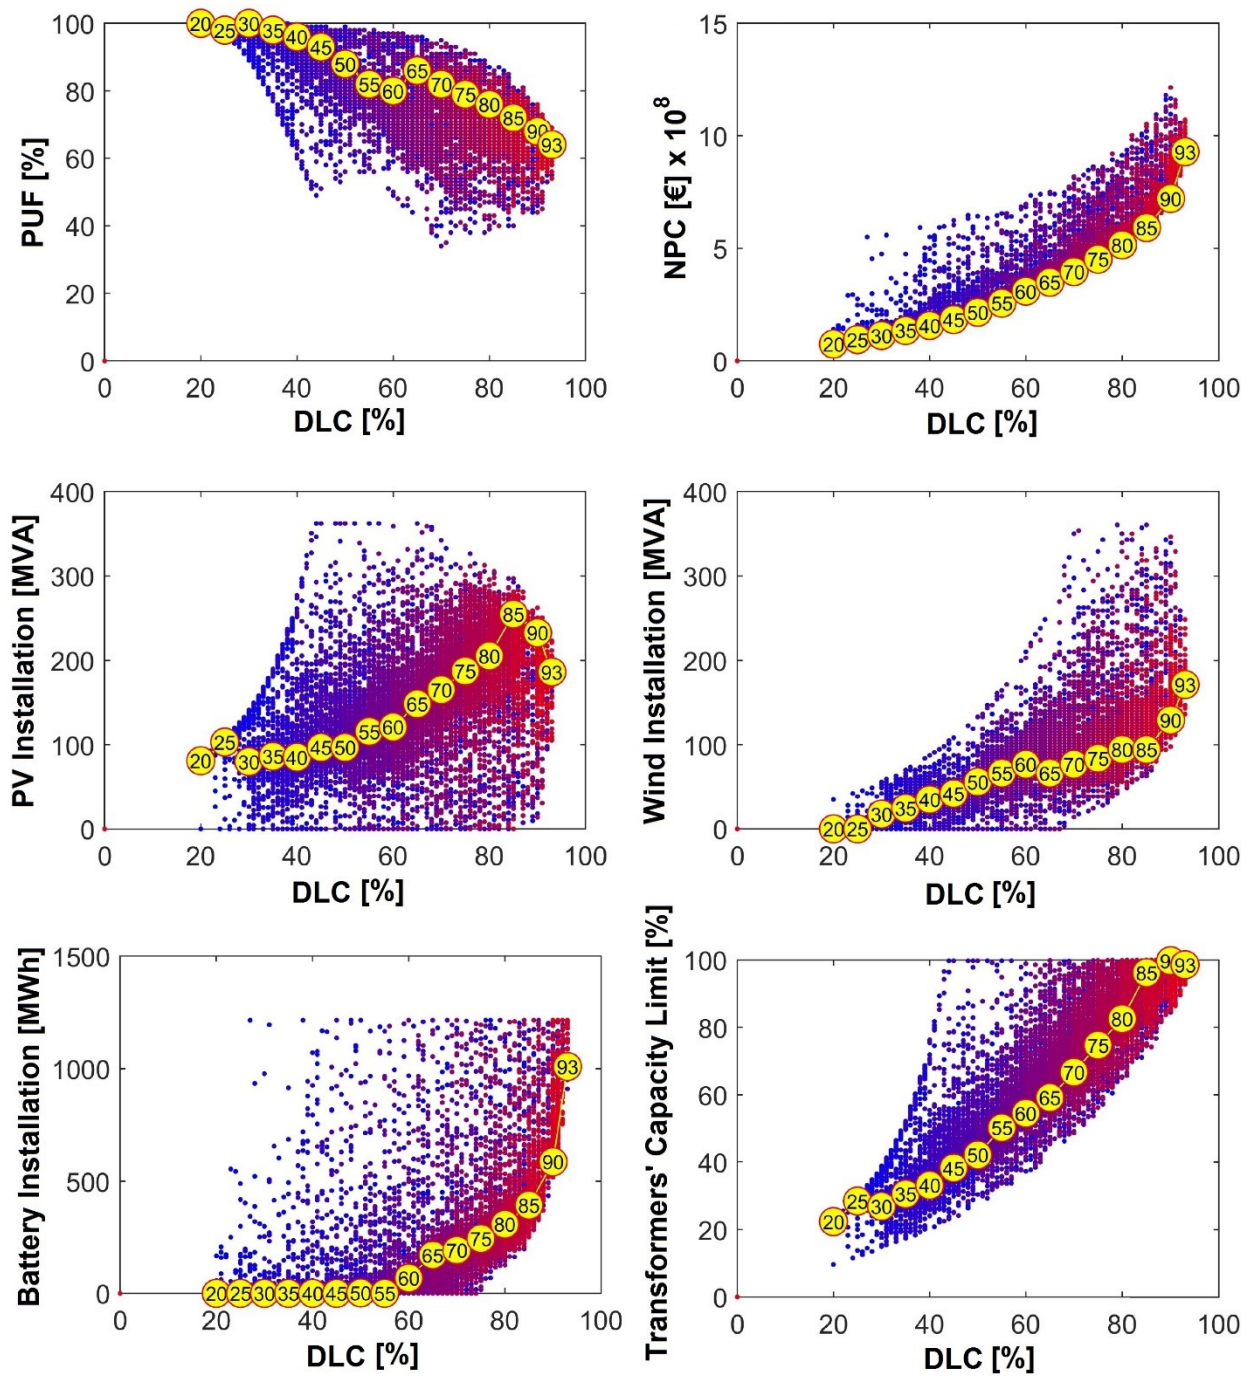 PUF [%]
100
80
60
40
20
0
20 25 30 35 40 45 50 55 60 65 70 75 80 85 90 93
0 20 40 60 80 100
DLC [%]
NPC [€] x 10⁸
15
10
5
0
20 25 30 35 40 45 50 55 60 65 70 75 80 85 90 93
0 20 40 60 80 100
DLC [%]
PV Installation [MVA]
400
300
200
100
0
20 25 30 35 40 45 50 55 60 65 70 75 80 85 90 93
0 20 40 60 80 100
DLC [%]
Wind Installation [MVA]
400
300
200
100
0
20 25 30 35 40 45 50 55 60 65 70 75 80 85 90 93
0 20 40 60 80 100
DLC [%]
Battery Installation [MWh]
1500
1000
500
0
20 25 30 35 40 45 50 55 60 65 70 75 80 85 90 93
0 20 40 60 80 100
DLC [%]
Transformers' Capacity Limit [%]
100
80
60
40
20
0
20 25 30 35 40 45 50 55 60 65 70 75 80 85 90 93
0 20 40 60 80 100
DLC [%]